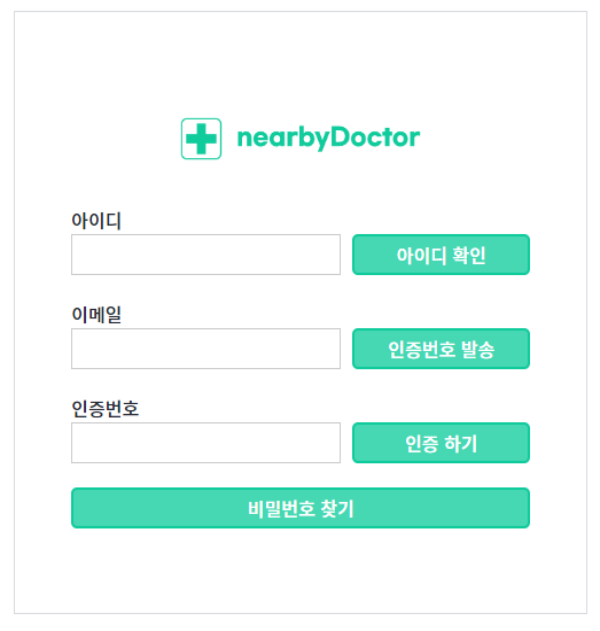 nearbyDoctor
아이디
아이디 확인
이메일
인증번호 발송
인증번호
인증 하기
비밀번호 찾기